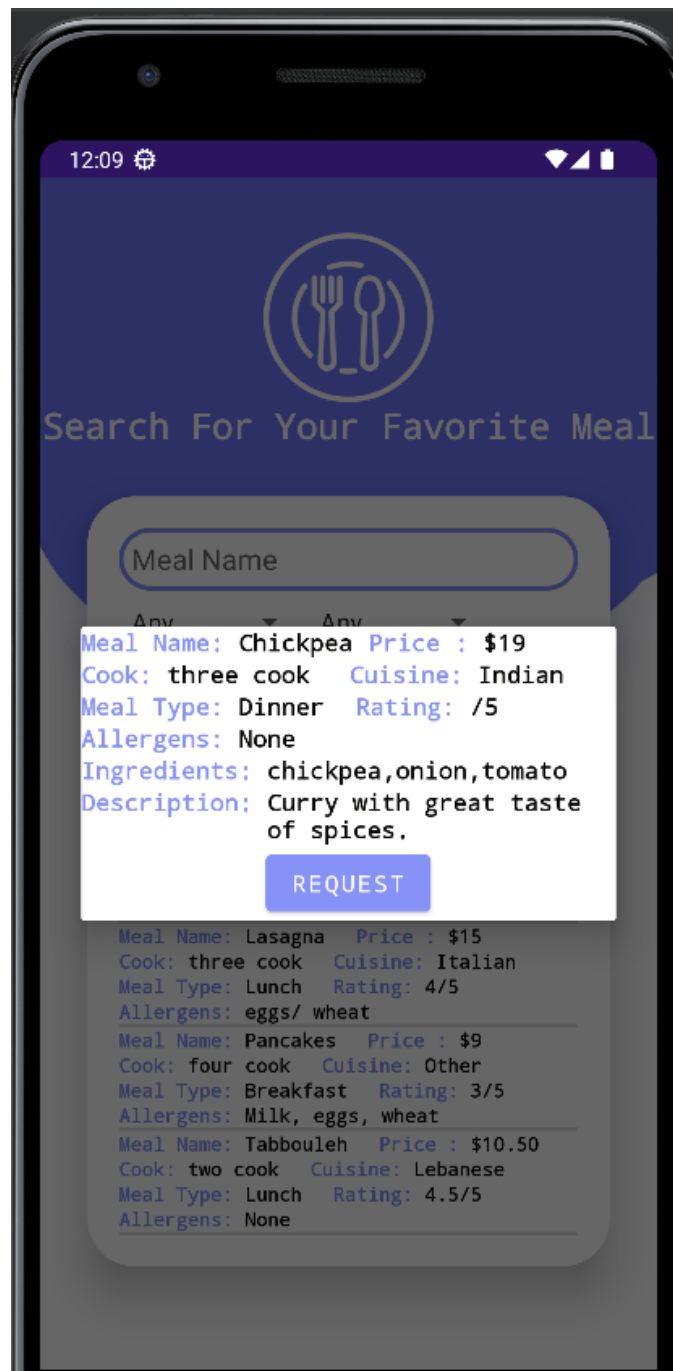 12:09
Search For Your Favorite Meal
Meal Name
Any Any
Meal Name: Chickpea Price : $19
Cook: three cook Cuisine: Indian
Meal Type: Dinner Rating: /5
Allergens: None
Ingredients: chickpea,onion,tomato
Description: Curry with great taste
of spices.
REQUEST
Meal Name: Lasagna Price : $15
Cook: three cook Cuisine: Italian
Meal Type: Lunch Rating: 4/5
Allergens: eggs/ wheat
Meal Name: Pancakes Price : $9
Cook: four cook Cuisine: Other
Meal Type: Breakfast Rating: 3/5
Allergens: Milk, eggs, wheat
Meal Name: Tabbouleh Price : $10.50
Cook: two cook Cuisine: Lebanese
Meal Type: Lunch Rating: 4.5/5
Allergens: None